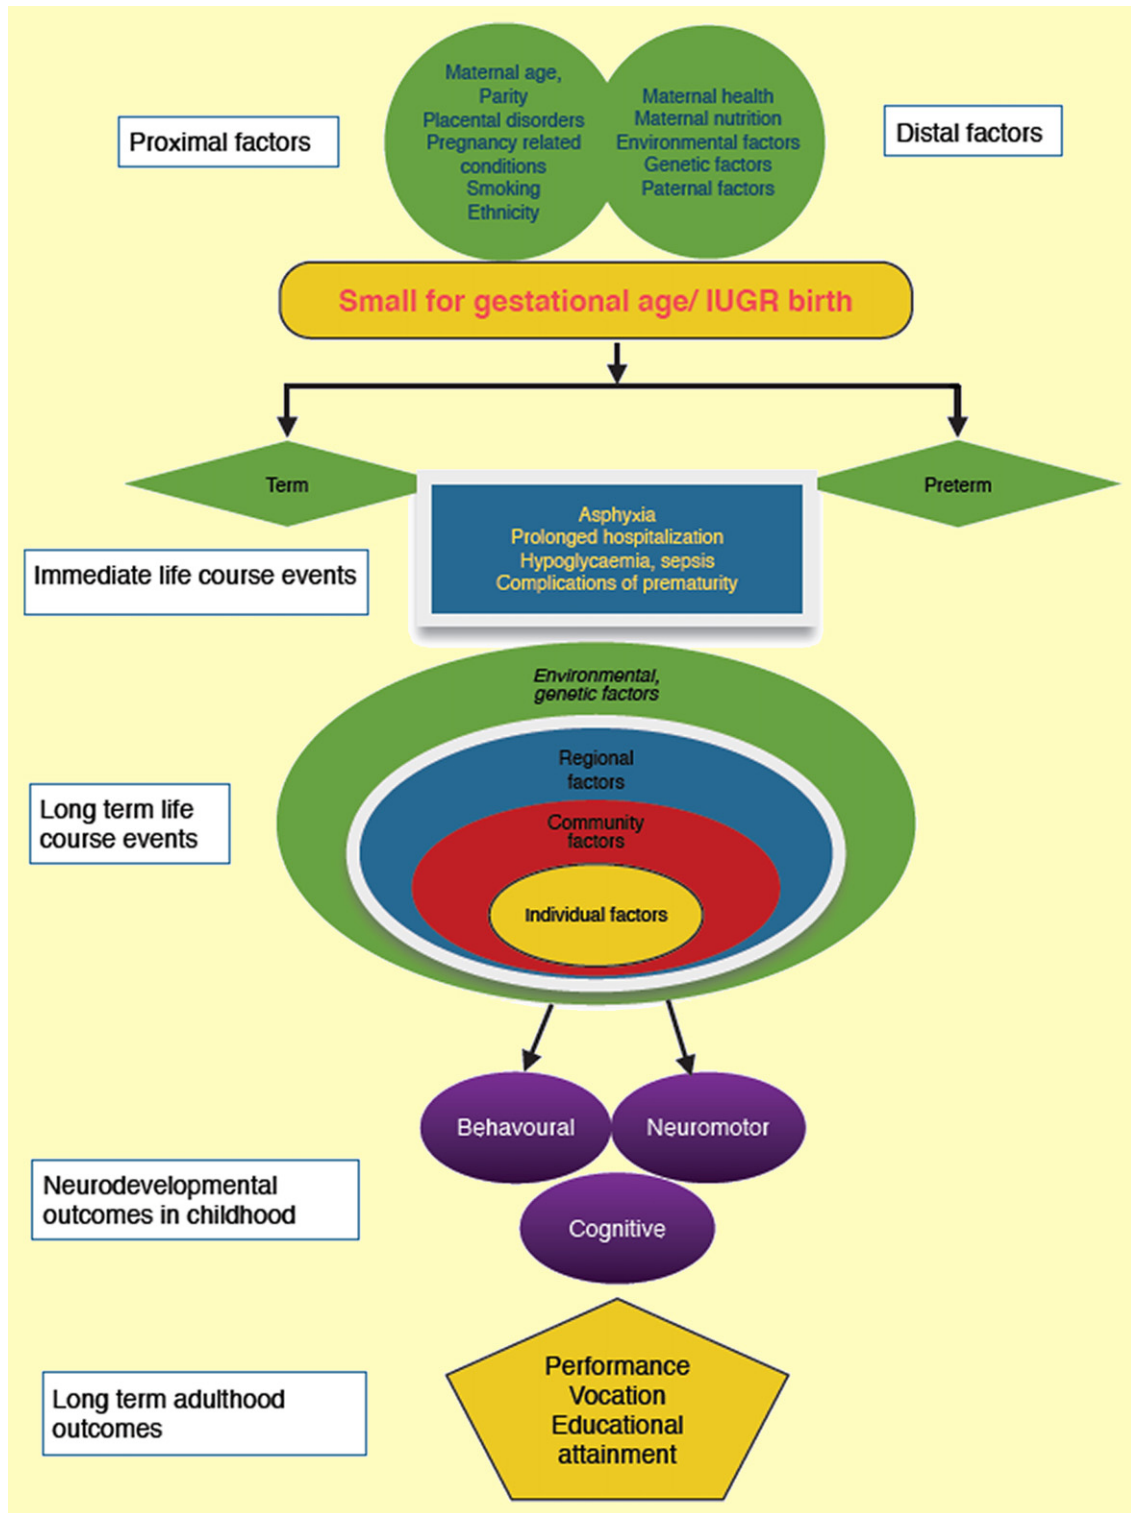 Proximal factors
Maternal age,
Parity
Placental disorders
Pregnancy related
conditions
Smoking
Ethnicity
Maternal health
Maternal nutrition
Environmental factors
Genetic factors
Paternal factors
Distal factors
Small for gestational age/ IUGR birth
Term
Preterm
Asphyxia
Prolonged hospitalization
Hypoglycaemia, sepsis
Complications of prematurity
Immediate life course events
Environmental,
genetic factors
Regional
factors
Community
factors
Individual factors
Long term life
course events
Behavoural
Neuromotor
Cognitive
Neurodevelopmental
outcomes in childhood
Performance
Vocation
Educational
attainment
Long term adulthood
outcomes